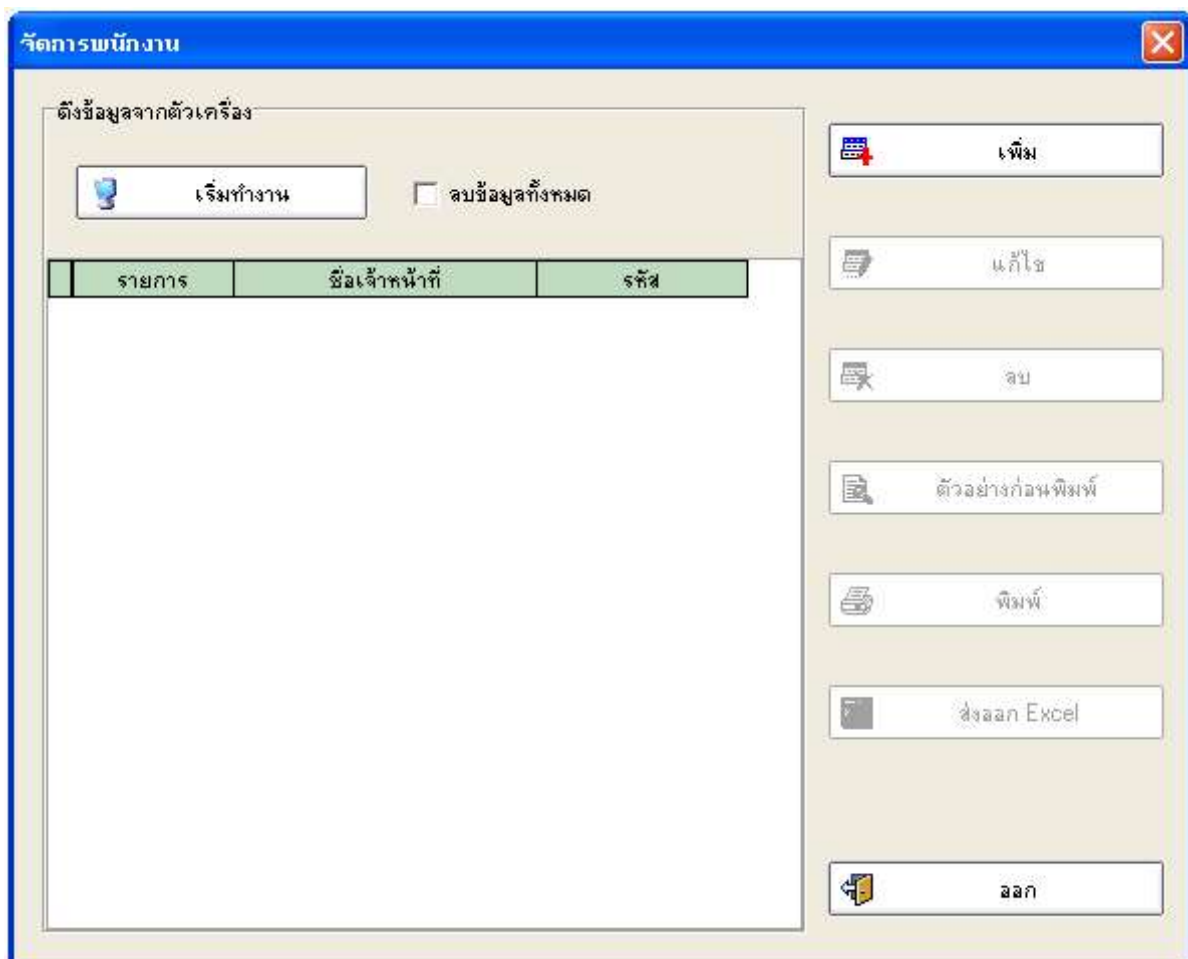 จัดการพนักงาน
ดึงข้อมูลจากตัวเครื่อง
เริ่มทำงาน
ลบข้อมูลทั้งหมด
รายการ ชื่อเจ้าหน้าที่ รหัส
เพิ่ม
แก้ไข
ลบ
ตัวอย่างก่อนพิมพ์
พิมพ์
ส่งออก Excel
ออก